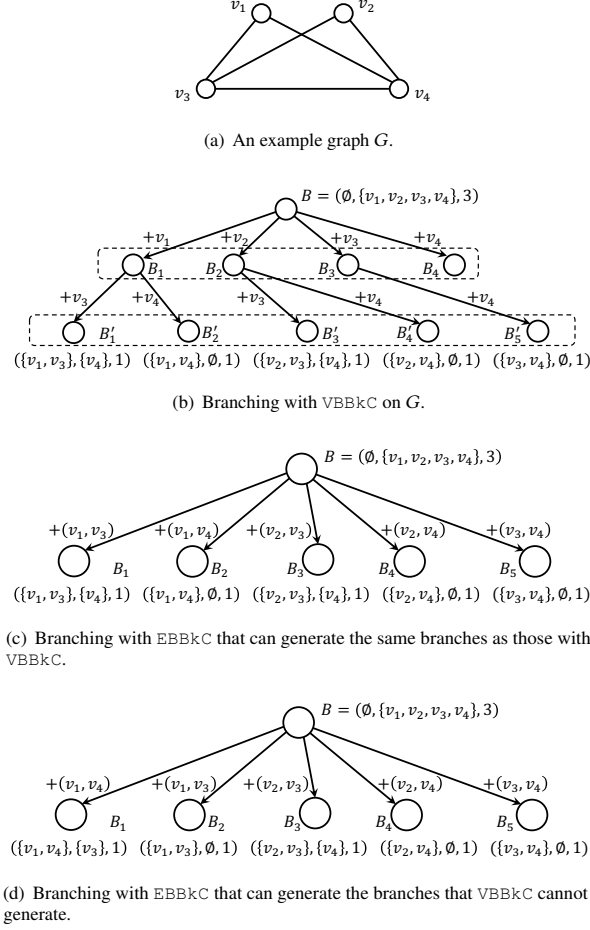 v₁ v₂
v₃ v₄
(a) An example graph G.
B = (∅, {v₁, v₂, v₃, v₄}, 3)
+v₁ +v₂ +v₃ +v₄
B₁ B₂ B₃ B₄
+v₃ +v₄ +v₃ +v₄ +v₄
B′₁ B′₂ B′₃ B′₄ B′₅
({v₁, v₃}, {v₄}, 1) ({v₁, v₄}, ∅, 1) ({v₂, v₃}, {v₄}, 1) ({v₂, v₄}, ∅, 1) ({v₃, v₄}, ∅, 1)
(b) Branching with VBBkC on G.
B = (∅, {v₁, v₂, v₃, v₄}, 3)
+(v₁, v₃) +(v₁, v₄) +(v₂, v₃) +(v₂, v₄) +(v₃, v₄)
B₁ B₂ B₃ B₄ B₅
({v₁, v₃}, {v₄}, 1) ({v₁, v₄}, ∅, 1) ({v₂, v₃}, {v₄}, 1) ({v₂, v₄}, ∅, 1) ({v₃, v₄}, ∅, 1)
(c) Branching with EBBkC that can generate the same branches as those with
VBBkC.
B = (∅, {v₁, v₂, v₃, v₄}, 3)
+(v₁, v₄) +(v₁, v₃) +(v₂, v₃) +(v₂, v₄) +(v₃, v₄)
B₁ B₂ B₃ B₄ B₅
({v₁, v₄}, {v₃}, 1) ({v₁, v₃}, ∅, 1) ({v₂, v₃}, {v₄}, 1) ({v₂, v₄}, ∅, 1) ({v₃, v₄}, ∅, 1)
(d) Branching with EBBkC that can generate the branches that VBBkC cannot
generate.